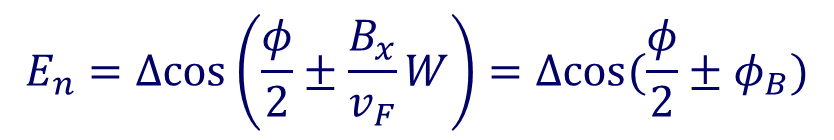 E_n = Δcos(ϕ/2 ± B_x/v_F W) = Δcos(ϕ/2 ± ϕ_B)